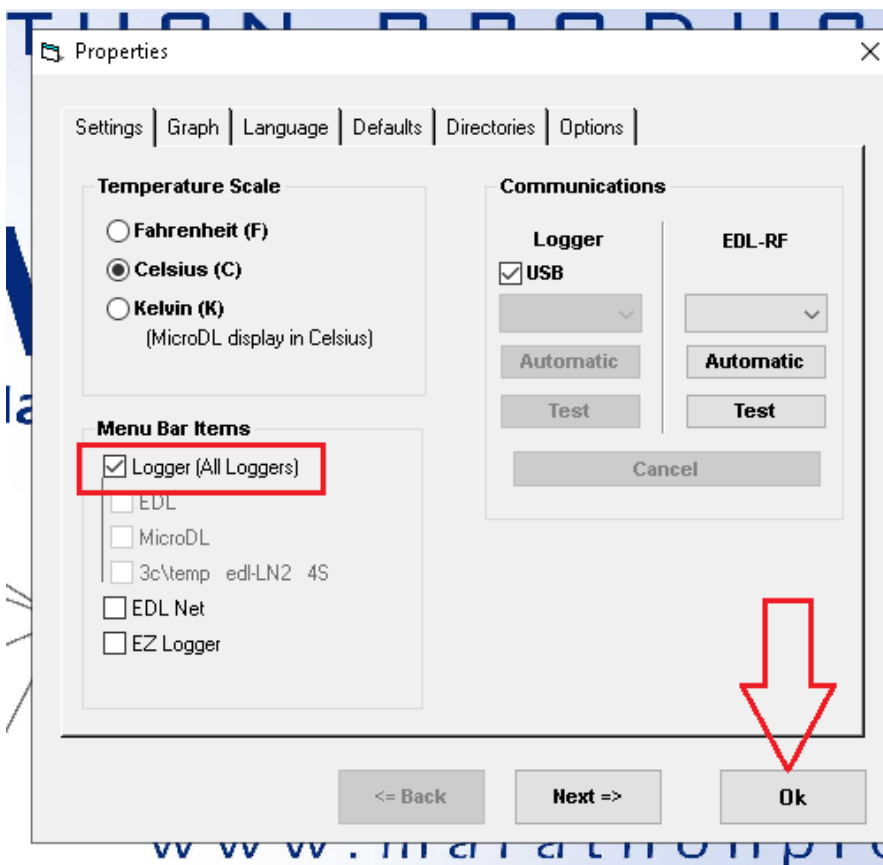 Properties
Settings Graph Language Defaults Directories Options
Temperature Scale
Fahrenheit (F)
Celsius (C)
Kelvin (K)
(MicroDL display in Celsius)
Menu Bar Items
Logger (All Loggers)
EDL
MicroDL
3c\temp edl-LN2 4S
EDL Net
EZ Logger
Communications
Logger
USB
Automatic
Test
EDL-RF
Automatic
Test
Cancel
<= Back
Next =>
Ok
www.marathonpro